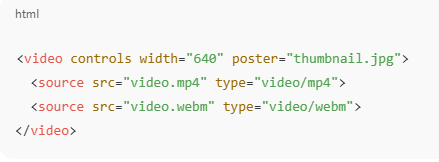 html
<video controls width="640" poster="thumbnail.jpg">
  <source src="video.mp4" type="video/mp4">
  <source src="video.webm" type="video/webm">
</video>